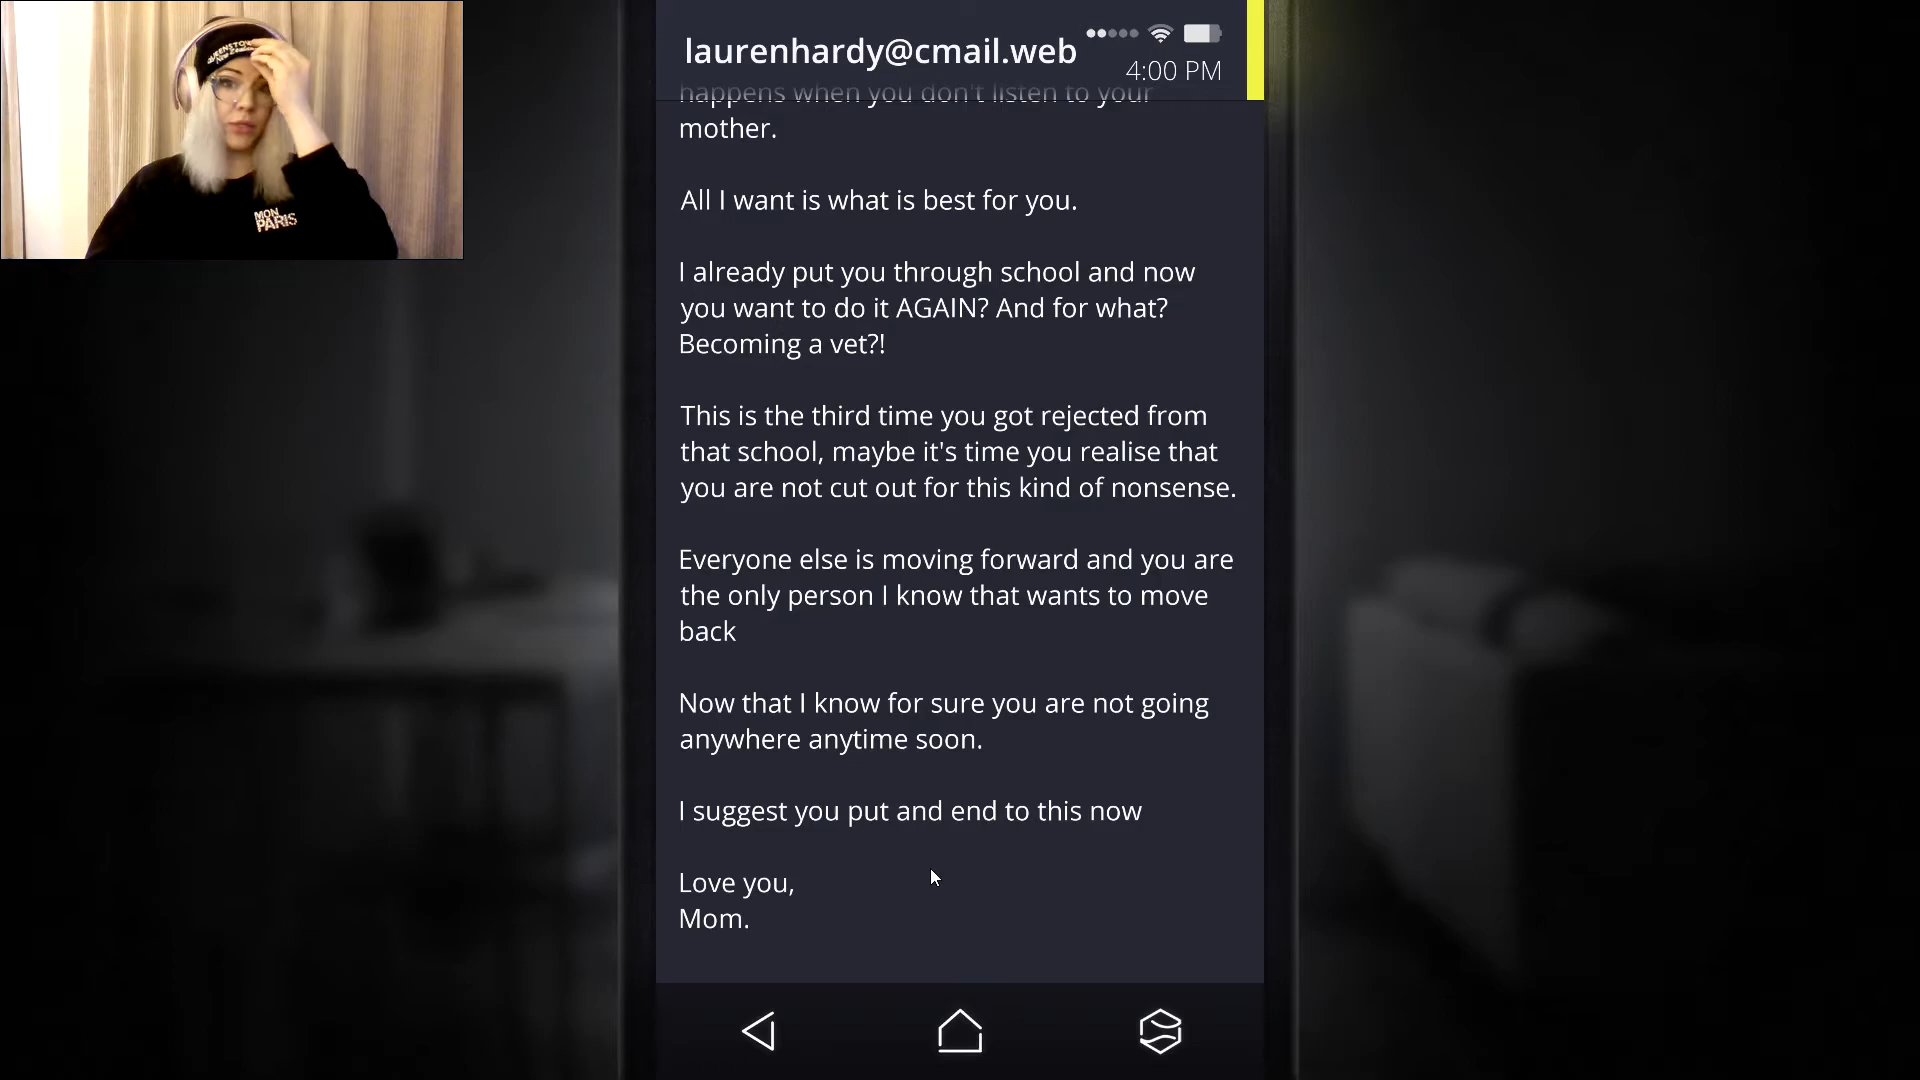 QUEENSTOWN
New Zealand
MON
PARIS
laurenhardy@cmail.web
4:00 PM
happens when you don't listen to your
mother.
All I want is what is best for you.
I already put you through school and now
you want to do it AGAIN? And for what?
Becoming a vet?!
This is the third time you got rejected from
that school, maybe it's time you realise that
you are not cut out for this kind of nonsense.
Everyone else is moving forward and you are
the only person I know that wants to move
back
Now that I know for sure you are not going
anywhere anytime soon.
I suggest you put and end to this now
Love you,
Mom.